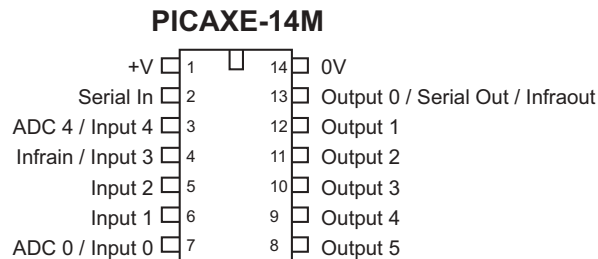 PICAXE-14M
+V 1 14 0V
Serial In 2 13 Output 0 / Serial Out / Infraout
ADC 4 / Input 4 3 12 Output 1
Infrain / Input 3 4 11 Output 2
Input 2 5 10 Output 3
Input 1 6 9 Output 4
ADC 0 / Input 0 7 8 Output 5